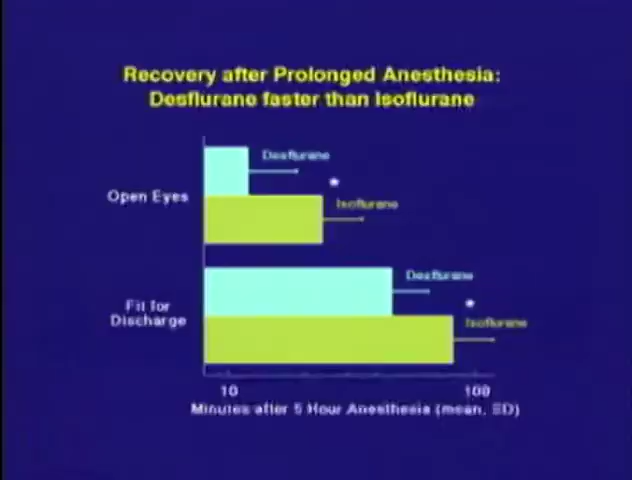 Recovery after Prolonged Anesthesia:
Desflurane faster than Isoflurane
Desflurane
*
Open Eyes
Isoflurane
Desflurane
*
Fit for
Discharge
Isoflurane
10 100
Minutes after 5 Hour Anesthesia (mean, SD)